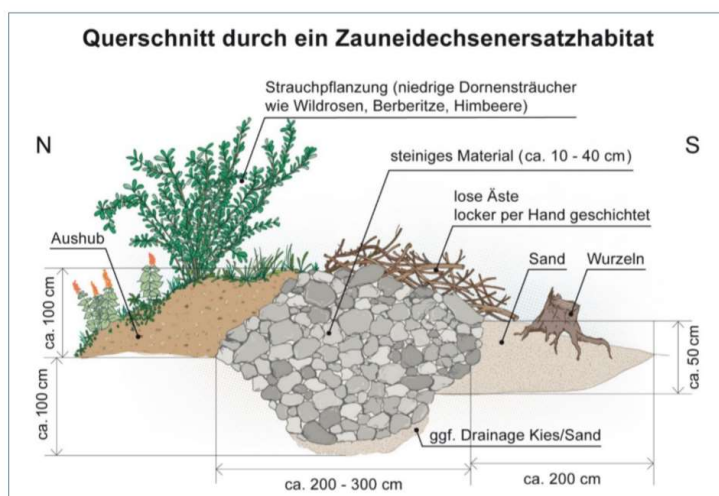 Querschnitt durch ein Zauneidechsenersatzhabitat
Strauchpflanzung (niedrige Dornensträucher
wie Wildrosen, Berberitze, Himbeere)
N
S
steiniges Material (ca. 10 - 40 cm)
lose Äste
locker per Hand geschichtet
Aushub
Sand
Wurzeln
ca. 100 cm
ca. 50 cm
ca. 100 cm
ggf. Drainage Kies/Sand
ca. 200 - 300 cm
ca. 200 cm